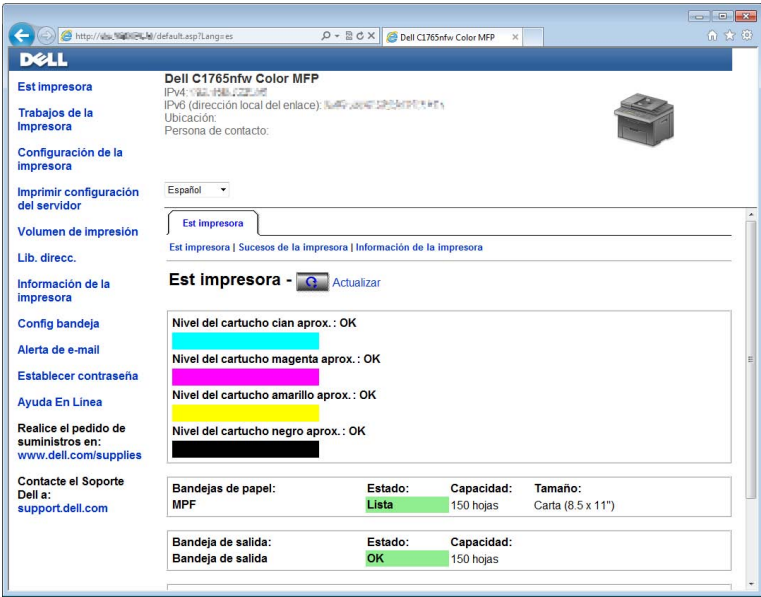 http:// /default.asp?Lang=es
Dell C1765nfw Color MFP
DELL
Dell C1765nfw Color MFP
IPv4:
IPv6 (dirección local del enlace):
Ubicación:
Persona de contacto:
Español
Est impresora
Trabajos de la
Impresora
Configuración de la
impresora
Imprimir configuración
del servidor
Volumen de impresión
Lib. direcc.
Información de la
impresora
Config bandeja
Alerta de e-mail
Establecer contraseña
Ayuda En Línea
Realice el pedido de
suministros en:
www.dell.com/supplies
Contacte el Soporte
Dell a:
support.dell.com
Est impresora
Est impresora | Sucesos de la impresora | Información de la impresora
Est impresora - Actualizar
Nivel del cartucho cian aprox.: OK
Nivel del cartucho magenta aprox.: OK
Nivel del cartucho amarillo aprox.: OK
Nivel del cartucho negro aprox.: OK
Bandejas de papel: Estado: Capacidad: Tamaño:
MPF Lista 150 hojas Carta (8.5 x 11")
Bandeja de salida: Estado: Capacidad:
Bandeja de salida OK 150 hojas